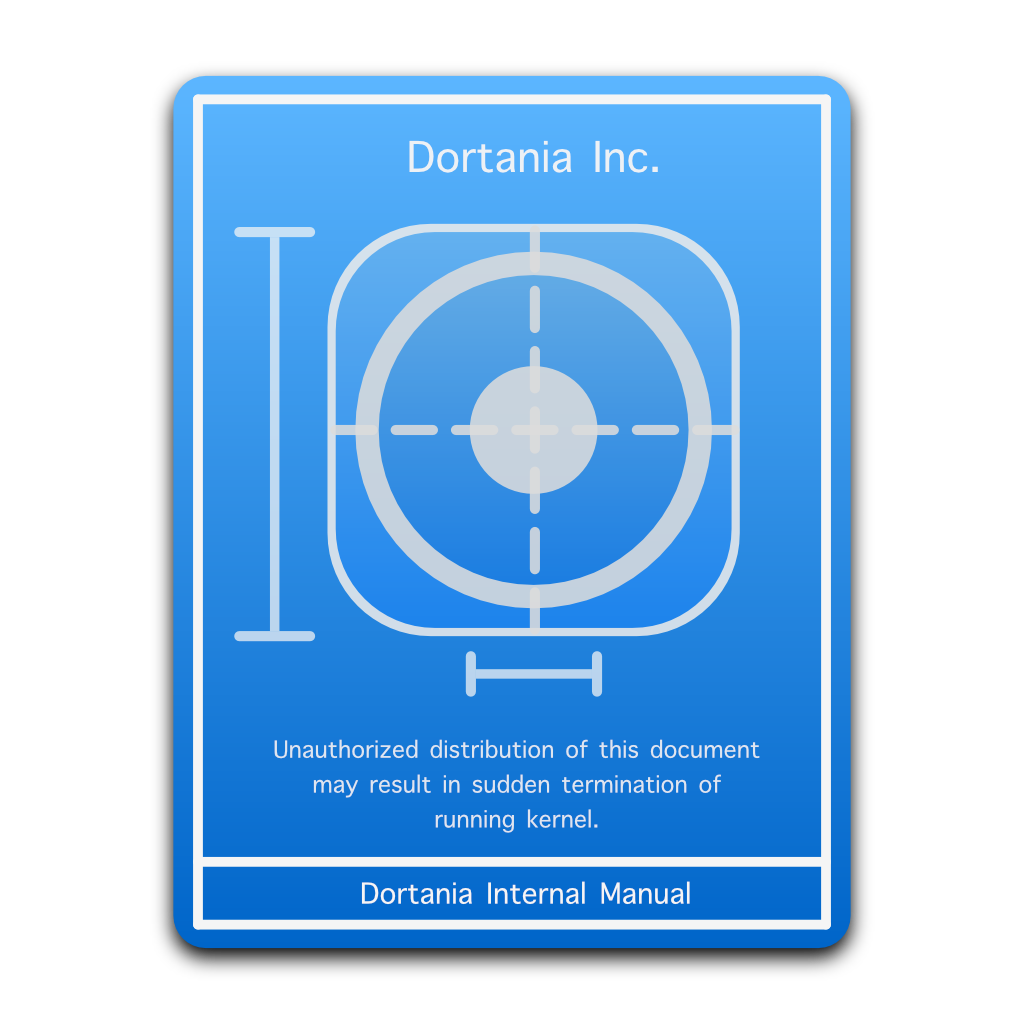 Dortania Inc.
Unauthorized distribution of this document
may result in sudden termination of
running kernel.
Dortania Internal Manual